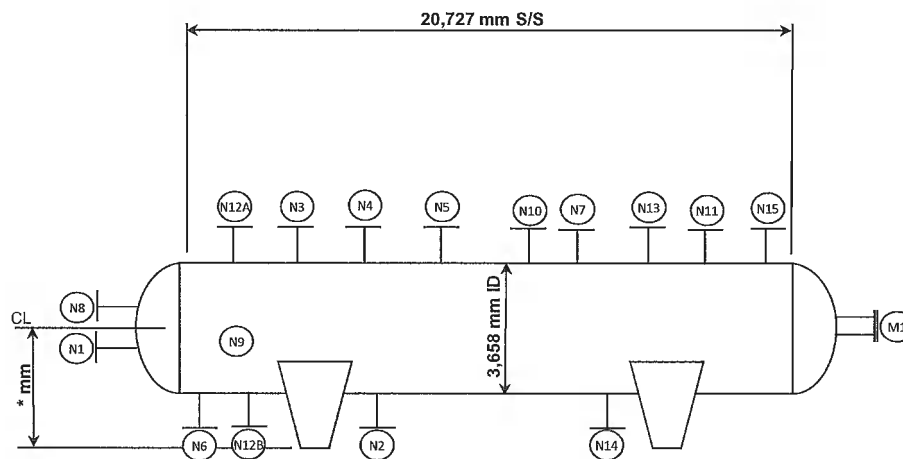 20,727 mm S/S
N12A
N3
N4
N5
N10
N7
N13
N11
N15
N8
CL
N1
N9
3,658 mm ID
M1
* mm
N6
N12B
N2
N14